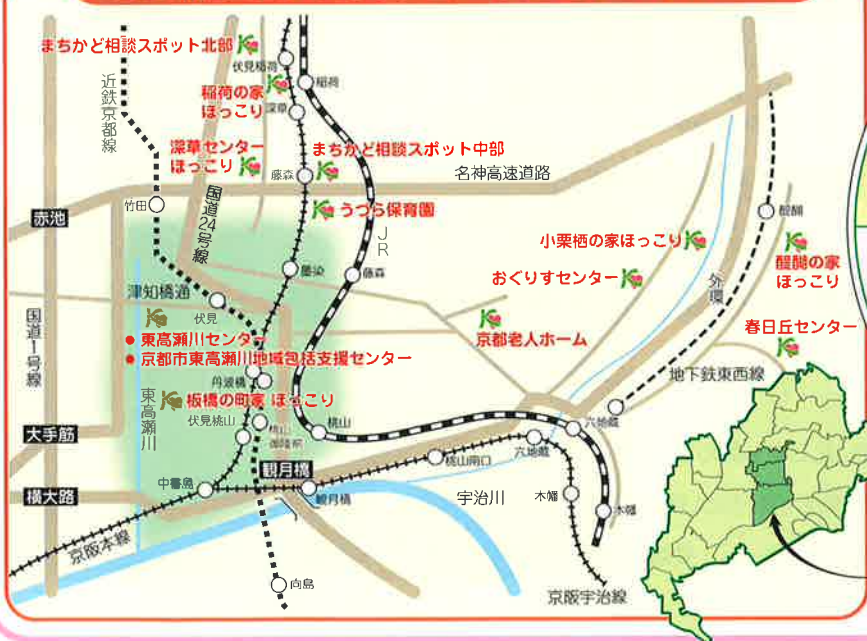 まちかど相談スポット北部
近鉄京都線
伏見稲荷
稲荷
稲荷の家
ほっこり
深草
深草センター
ほっこり
まちかど相談スポット中部
藤森
名神高速道路
国道24号線
竹田
赤池
うづら保育園
JR
醍醐
小栗栖の家ほっこり
醍醐の家
ほっこり
墨染
藤森
おぐりすセンター
外環
津知橋通
伏見
国道1号線
京都老人ホーム
春日丘センター
東高瀬川センター
京都市東高瀬川地域包括支援センター
地下鉄東西線
丹波橋
東高瀬川
板橋の町家 ほっこり
伏見桃山
桃山
御陵前
桃山
大手筋
六地蔵
六地蔵
桃山南口
観月橋
中書島
観月橋
横大路
宇治川
木幡
木幡
京阪本線
向島
京阪宇治線